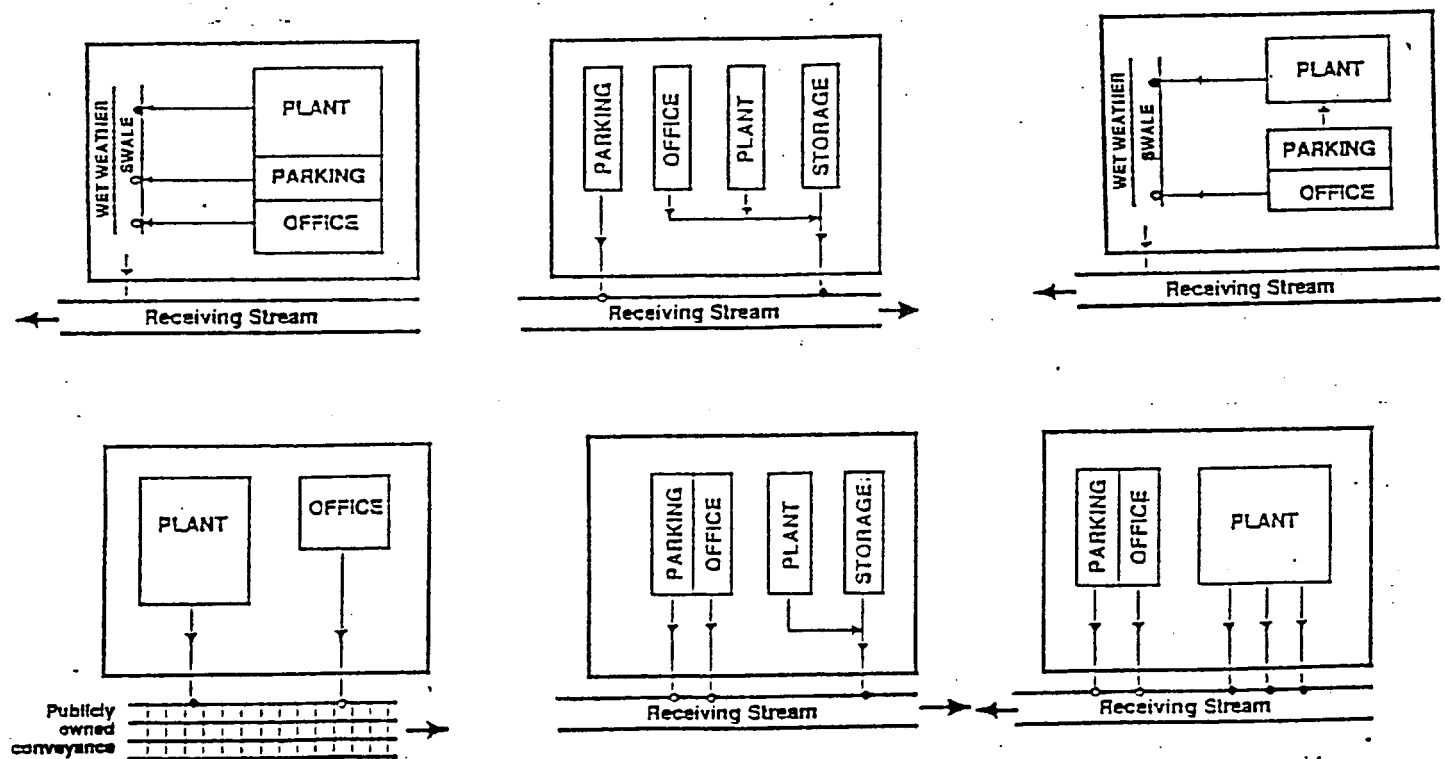 WET WEATHER
SWALE
PLANT
PARKING
OFFICE
Receiving Stream
PARKING
OFFICE
PLANT
STORAGE
Receiving Stream
WET WEATHER
SWALE
PLANT
PARKING
OFFICE
Receiving Stream
PLANT
OFFICE
Publicly
owned
conveyance
PARKING
OFFICE
PLANT
STORAGE
Receiving Stream
PARKING
OFFICE
PLANT
Receiving Stream